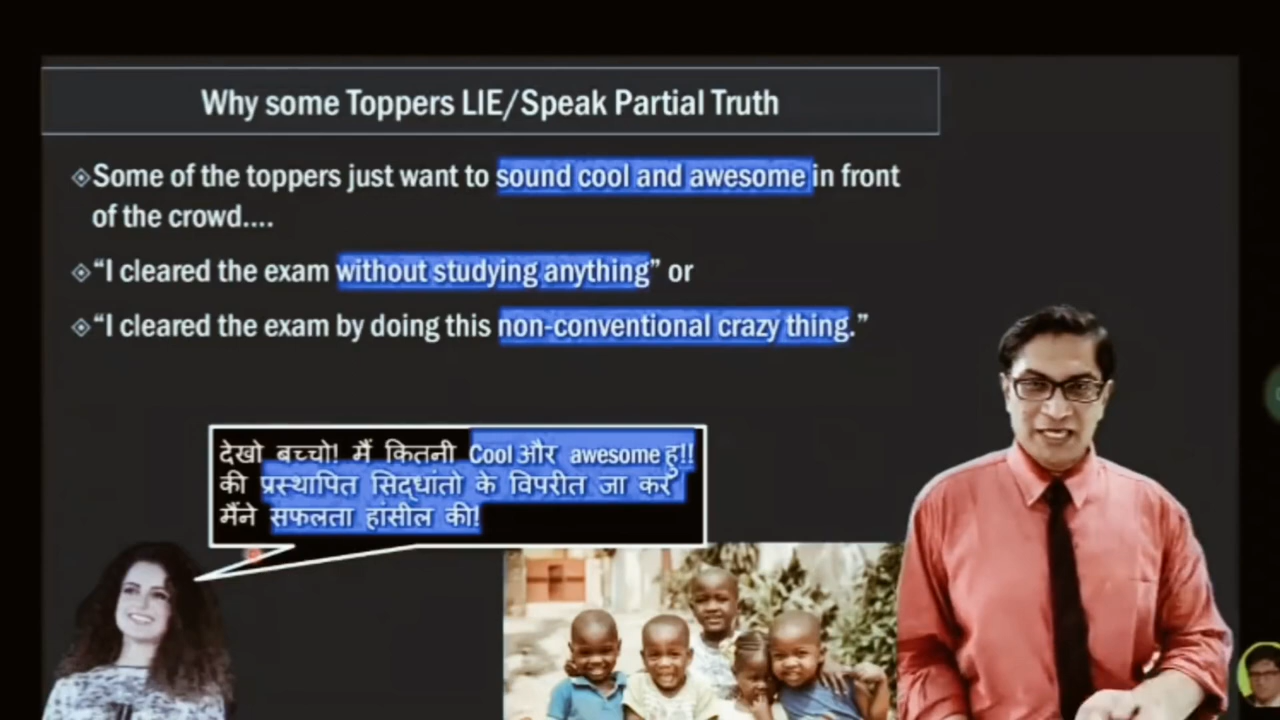 Why some Toppers LIE/Speak Partial Truth
Some of the toppers just want to sound cool and awesome in front
of the crowd....
“I cleared the exam without studying anything” or
“I cleared the exam by doing this non-conventional crazy thing.”
देखो बच्चो! मैं कितनी Cool और awesome हु!!
की प्रस्थापित सिद्धांतो के विपरीत जा कर
मैंने सफलता हांसील की!